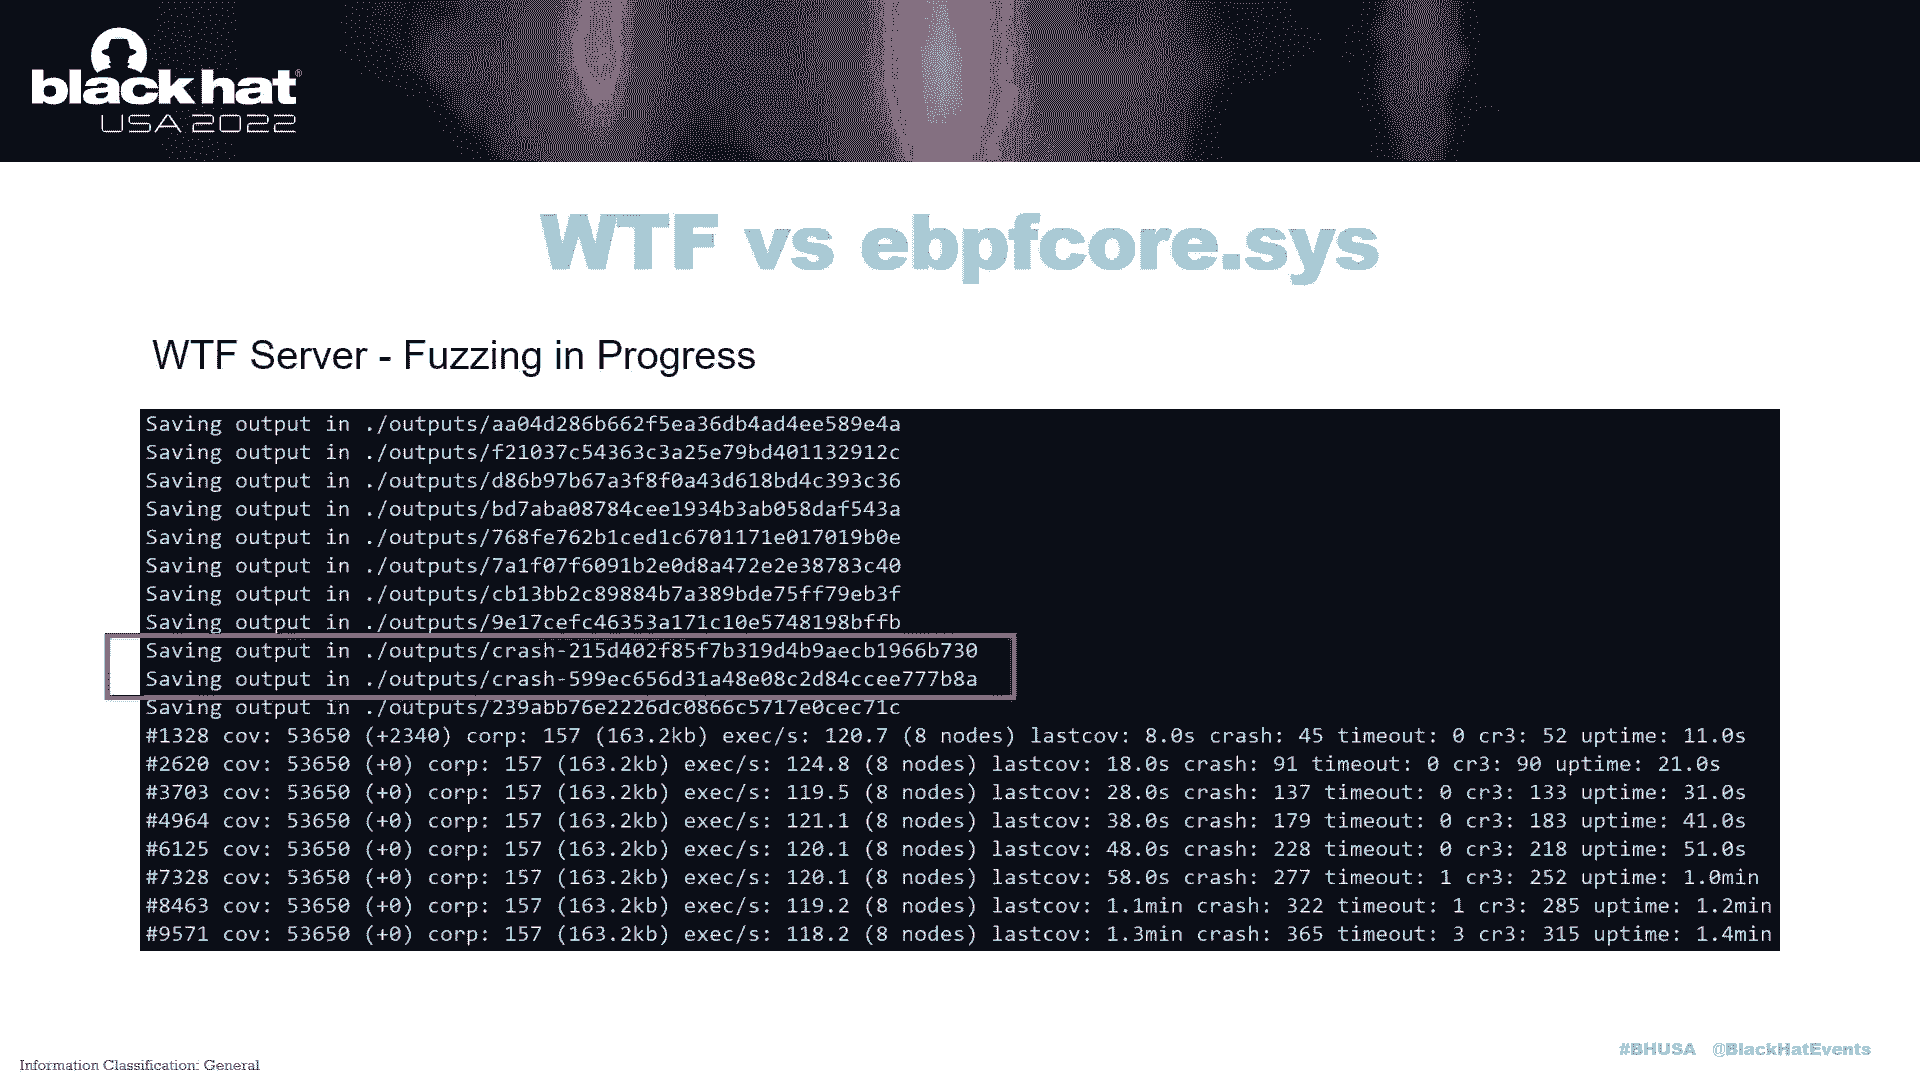 black hat®
USA 2022
WTF vs ebpfcore.sys
WTF Server - Fuzzing in Progress
Saving output in ./outputs/aa04d286b662f5ea36db4ad4ee589e4a
Saving output in ./outputs/f21037c54363c3a25e79bd401132912c
Saving output in ./outputs/d86b97b67a3f8f0a43d618bd4c393c36
Saving output in ./outputs/bd7aba08784cee1934b3ab058daf543a
Saving output in ./outputs/768fe762b1ced1c6701171e017019b0e
Saving output in ./outputs/7a1f07f6091b2e0d8a472e2e38783c40
Saving output in ./outputs/cb13bb2c89884b7a389bde75ff79eb3f
Saving output in ./outputs/9e17cefc46353a171c10e5748198bffb
Saving output in ./outputs/crash-215d402f85f7b319d4b9aecb1966b730
Saving output in ./outputs/crash-599ec656d31a48e08c2d84ccee777b8a
Saving output in ./outputs/239abb76e2226dc0866c5717e0cec71c
#1328 cov: 53650 (+2340) corp: 157 (163.2kb) exec/s: 120.7 (8 nodes) lastcov: 8.0s crash: 45 timeout: 0 cr3: 52 uptime: 11.0s
#2620 cov: 53650 (+0) corp: 157 (163.2kb) exec/s: 124.8 (8 nodes) lastcov: 18.0s crash: 91 timeout: 0 cr3: 90 uptime: 21.0s
#3703 cov: 53650 (+0) corp: 157 (163.2kb) exec/s: 119.5 (8 nodes) lastcov: 28.0s crash: 137 timeout: 0 cr3: 133 uptime: 31.0s
#4964 cov: 53650 (+0) corp: 157 (163.2kb) exec/s: 121.1 (8 nodes) lastcov: 38.0s crash: 179 timeout: 0 cr3: 183 uptime: 41.0s
#6125 cov: 53650 (+0) corp: 157 (163.2kb) exec/s: 120.1 (8 nodes) lastcov: 48.0s crash: 228 timeout: 0 cr3: 218 uptime: 51.0s
#7328 cov: 53650 (+0) corp: 157 (163.2kb) exec/s: 120.1 (8 nodes) lastcov: 58.0s crash: 277 timeout: 1 cr3: 252 uptime: 1.0min
#8463 cov: 53650 (+0) corp: 157 (163.2kb) exec/s: 119.2 (8 nodes) lastcov: 1.1min crash: 322 timeout: 1 cr3: 285 uptime: 1.2min
#9571 cov: 53650 (+0) corp: 157 (163.2kb) exec/s: 118.2 (8 nodes) lastcov: 1.3min crash: 365 timeout: 3 cr3: 315 uptime: 1.4min
#BHUSA @BlackHatEvents
Information Classification: General